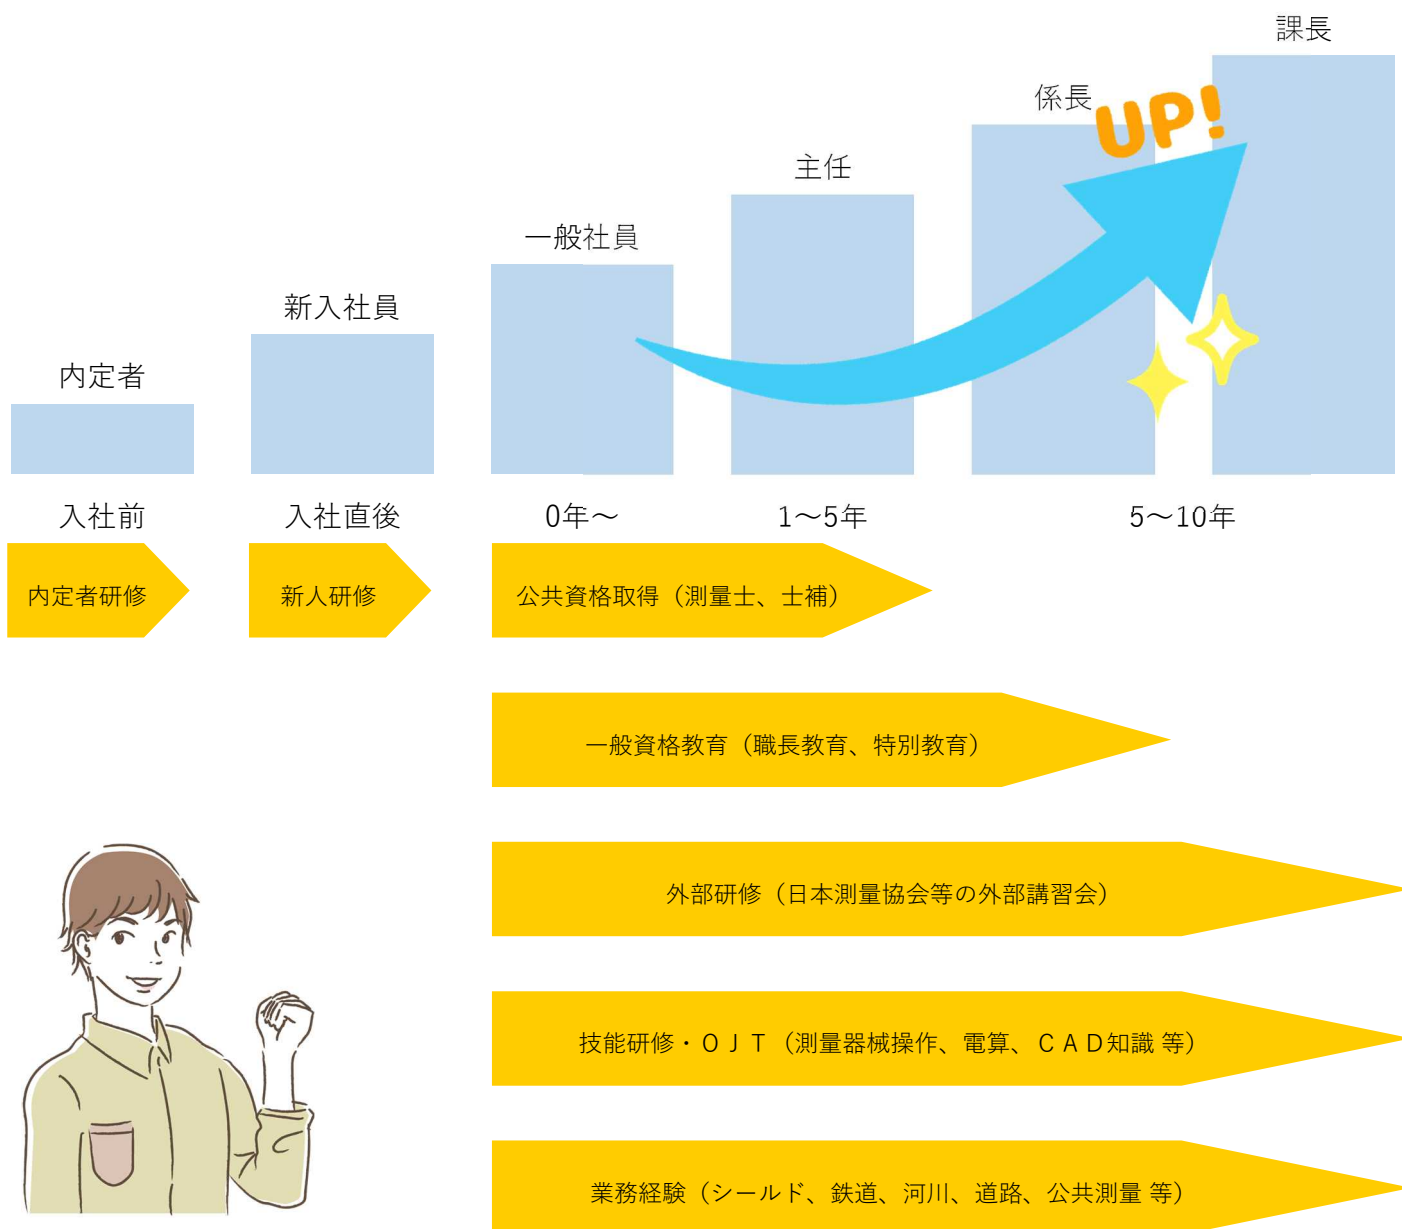 課長
係長
UP!
主任
一般社員
新入社員
内定者
入社前
入社直後
0年～
1～5年
5～10年
内定者研修
新人研修
公共資格取得（測量士、士補）
一般資格教育（職長教育、特別教育）
外部研修（日本測量協会等の外部講習会）
技能研修・ＯＪＴ（測量器械操作、電算、ＣＡＤ知識 等）
業務経験（シールド、鉄道、河川、道路、公共測量 等）